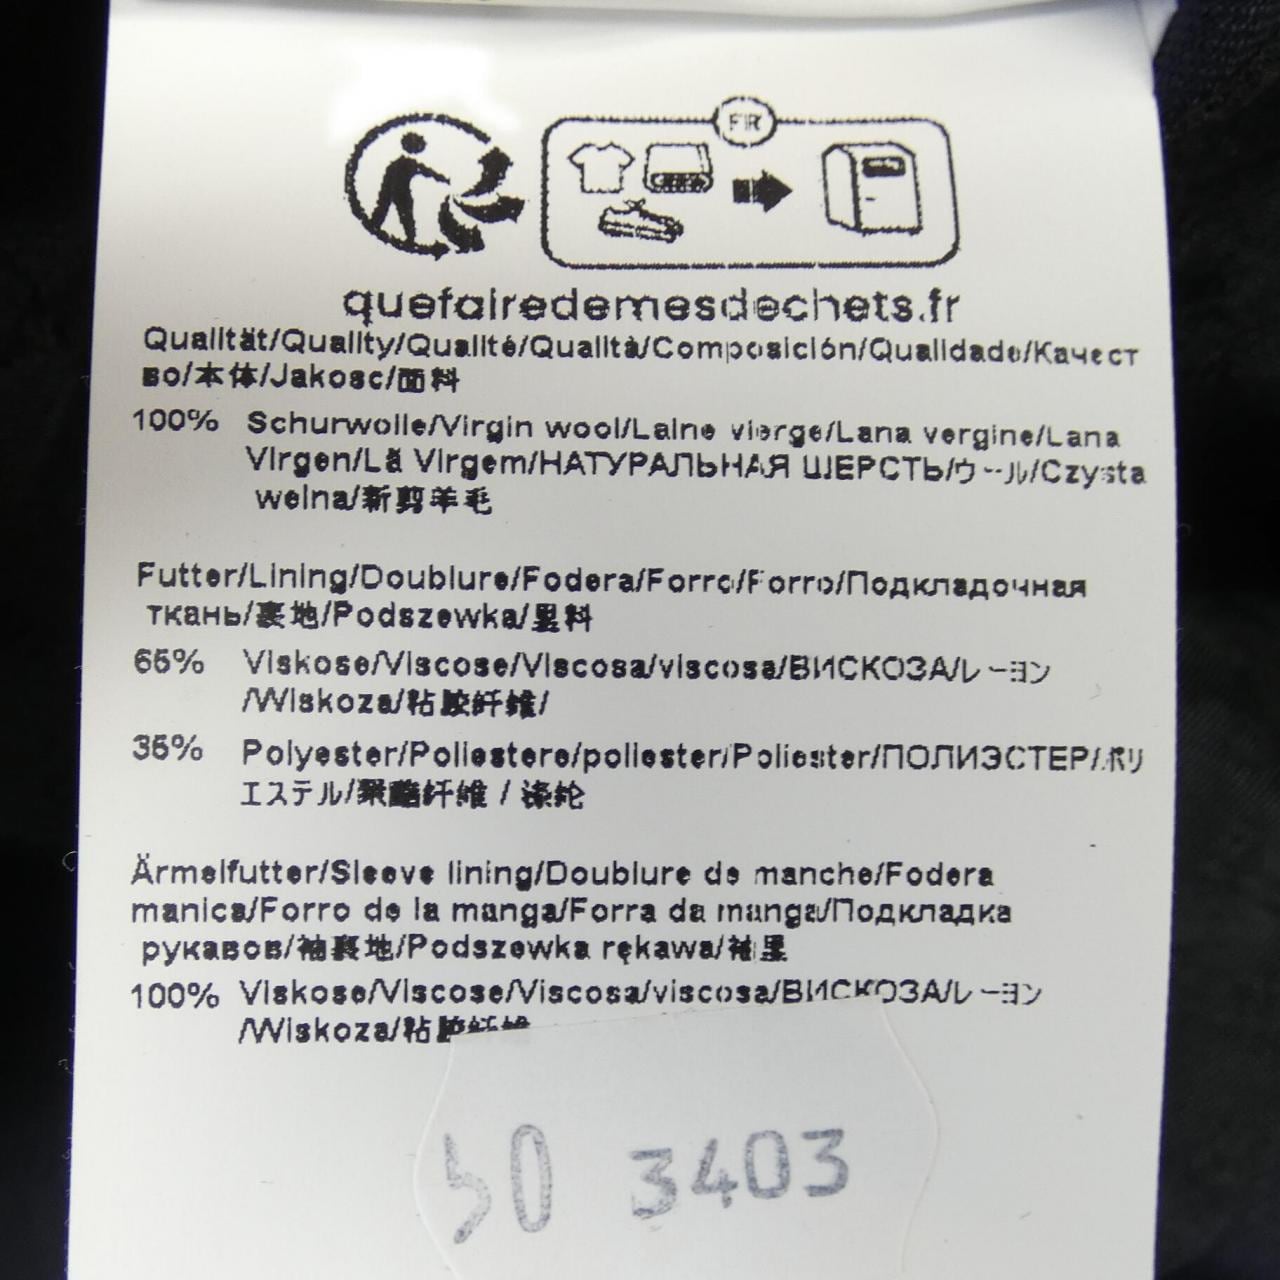 FR
quefairedemesdechets.fr
Qualität/Quality/Qualité/Qualità/Composición/Qualidade/Качест
во/本体/Jakosc/面料
100% Schurwolle/Virgin wool/Laine vierge/Lana vergine/Lana
Virgen/Lã Virgem/НАТУРАЛЬНАЯ ШЕРСТЬ/ウール/Czysta
welna/新剪羊毛
Futter/Lining/Doublure/Fodera/Forro/Forro/Подкладочная
ткань/裏地/Podszewka/里料
65% Viskose/Viscose/Viscosa/viscosa/ВИСКОЗА/レーヨン
/Wiskoza/粘胶纤维/
35% Polyester/Poliestere/poliester/Poliester/ПОЛИЭСТЕР/ポリ
エステル/聚酯纤维 / 涤纶
Ärmelfutter/Sleeve lining/Doublure de manche/Fodera
manica/Forro de la manga/Forra da manga/Подкладка
рукавов/袖裏地/Podszewka rękawa/袖里
100% Viskose/Viscose/Viscosa/viscosa/ВИСКОЗА/レーヨン
/Wiskoza/粘胶纤维
50 3403